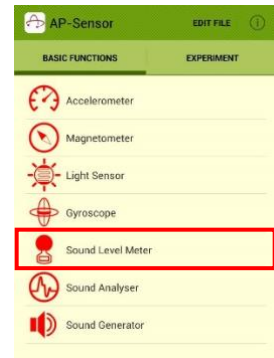 AP-Sensor EDIT FILE
BASIC FUNCTIONS EXPERIMENT
Accelerometer
Magnetometer
Light Sensor
Gyroscope
Sound Level Meter
Sound Analyser
Sound Generator